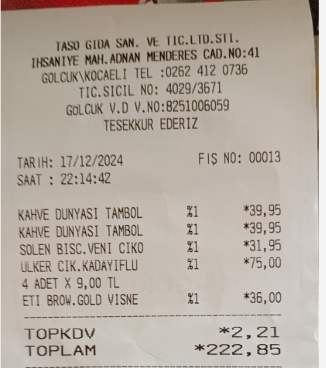 TASO GIDA SAN. VE TIC.LTD.STI.
IHSANIYE MAH.ADNAN MENDERES CAD.NO:41
GOLCUK\KOCAELI TEL :0262 412 0736
TIC.SICIL NO: 4029/3671
GOLCUK V.D V.NO:8251006059
TESEKKUR EDERIZ
TARIH: 17/12/2024 FIS NO: 00013
SAAT : 22:14:42
KAHVE DUNYASI TAMBOL %1 *39,95
KAHVE DUNYASI TAMBOL %1 *39,95
SOLEN BISC.VENI CIKO %1 *31,95
ULKER CIK.KADAYIFLU %1 *75,00
4 ADET X 9,00 TL
ETI BROW.GOLD VISNE %1 *36,00
TOPKDV *2,21
TOPLAM *222,85